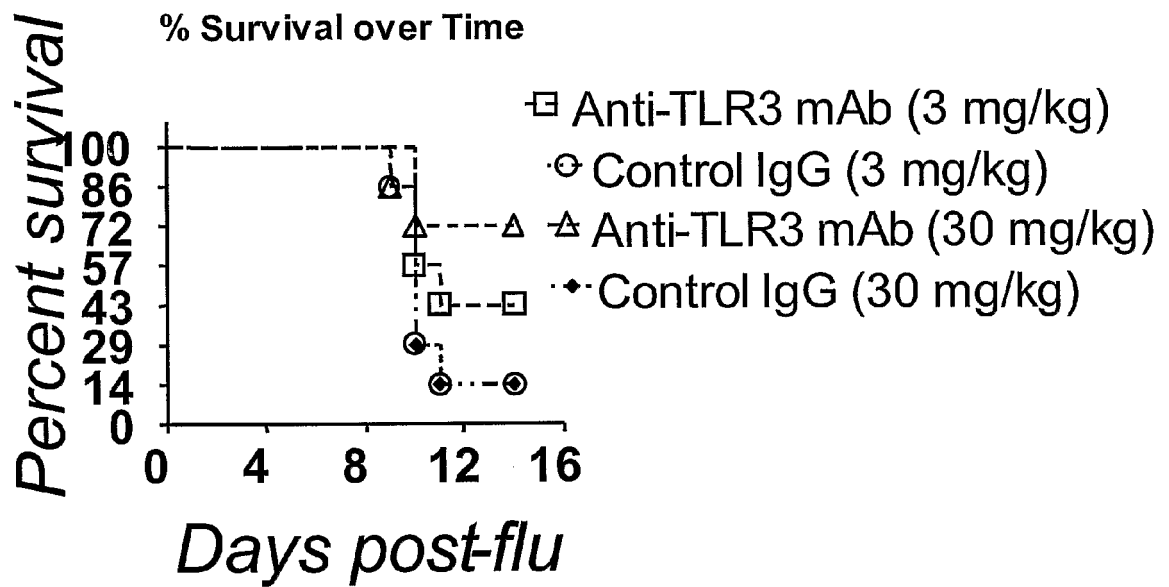 % Survival over Time
Percent survival
100
86
72
57
43
29
14
0
0 4 8 12 16
Days post-flu
Anti-TLR3 mAb (3 mg/kg)
Control IgG (3 mg/kg)
Anti-TLR3 mAb (30 mg/kg)
Control IgG (30 mg/kg)